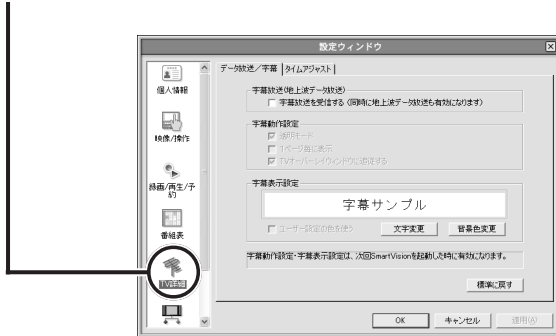 設定ウィンドウ
個人情報
映像/操作
録画/再生/予
約
番組表
TV詳細
データ放送/字幕
タイムアジャスト
字幕放送(地上波データ放送)
字幕放送を受信する (同時に地上波データ放送も有効になります)
字幕動作設定
透明モード
1ページ毎に表示
TVオーバーレイウィンドウに追従する
字幕表示設定
字幕サンプル
ユーザー設定の色を使う
文字変更
背景色変更
字幕動作設定・字幕表示設定は、次回SmartVisionを起動した時に有効になります。
標準に戻す
OK
キャンセル
適用(A)